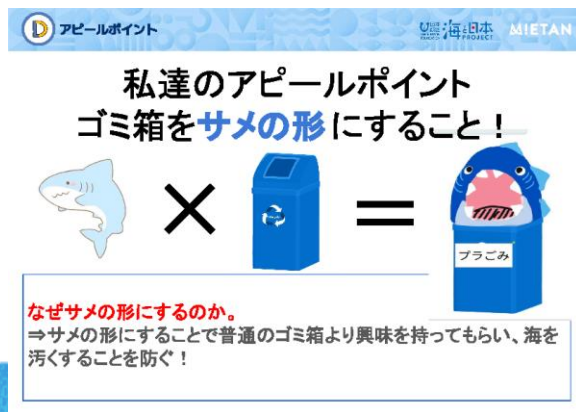 D アピールポイント
海と日本
PROJECT
MIETAN
私達のアピールポイント
ゴミ箱をサメの形にすること！
プラごみ
なぜサメの形にするのか。
⇒サメの形にすることで普通のゴミ箱より興味を持ってもらい、海を
汚くすることを防ぐ！